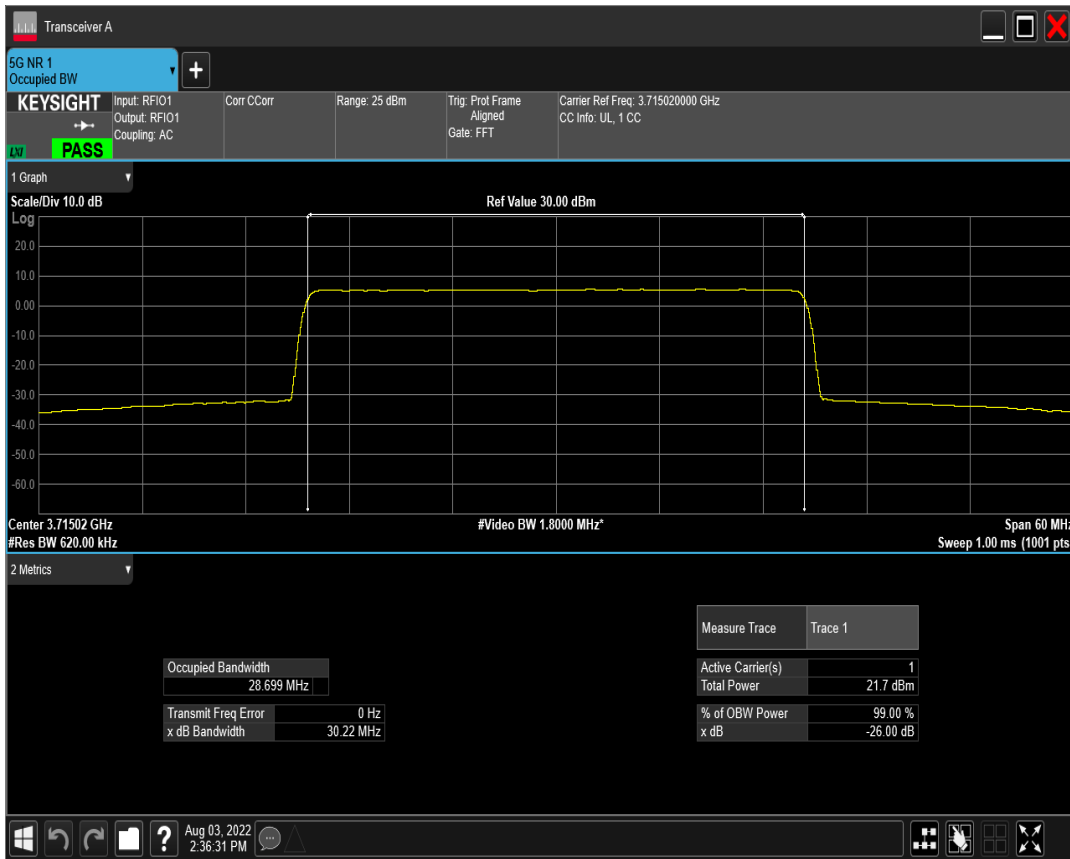 Transceiver A
5G NR 1
Occupied BW
KEYSIGHT
LXI
PASS
Input: RFIO1
Output: RFIO1
Coupling: AC
Corr CCorr
Range: 25 dBm
Trig: Prot Frame
Aligned
Gate: FFT
Carrier Ref Freq: 3.715020000 GHz
CC Info: UL, 1 CC
1 Graph
Scale/Div 10.0 dB
Ref Value 30.00 dBm
Log
20.0
10.0
0.00
-10.0
-20.0
-30.0
-40.0
-50.0
-60.0
Center 3.71502 GHz
#Video BW 1.8000 MHz*
Span 60 MHz
#Res BW 620.00 kHz
Sweep 1.00 ms (1001 pts
2 Metrics
Measure Trace Trace 1
Occupied Bandwidth
28.699 MHz
Active Carrier(s) 1
Total Power 21.7 dBm
Transmit Freq Error 0 Hz
x dB Bandwidth 30.22 MHz
% of OBW Power 99.00 %
x dB -26.00 dB
?
Aug 03, 2022
2:36:31 PM